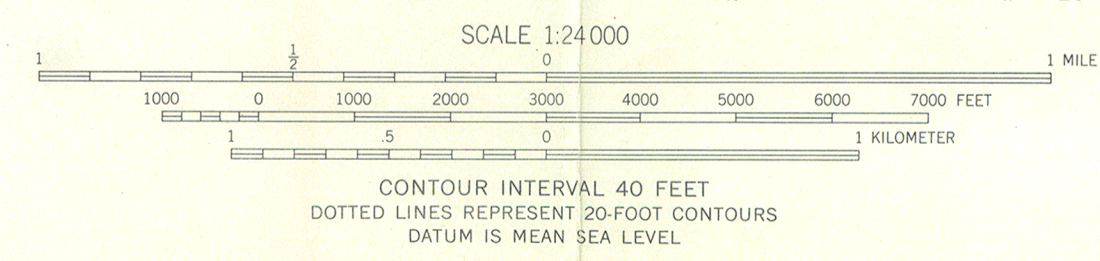 SCALE 1:24 000
1 ½ 0 1 MILE
1000 0 1000 2000 3000 4000 5000 6000 7000 FEET
1 .5 0 1 KILOMETER
CONTOUR INTERVAL 40 FEET
DOTTED LINES REPRESENT 20-FOOT CONTOURS
DATUM IS MEAN SEA LEVEL